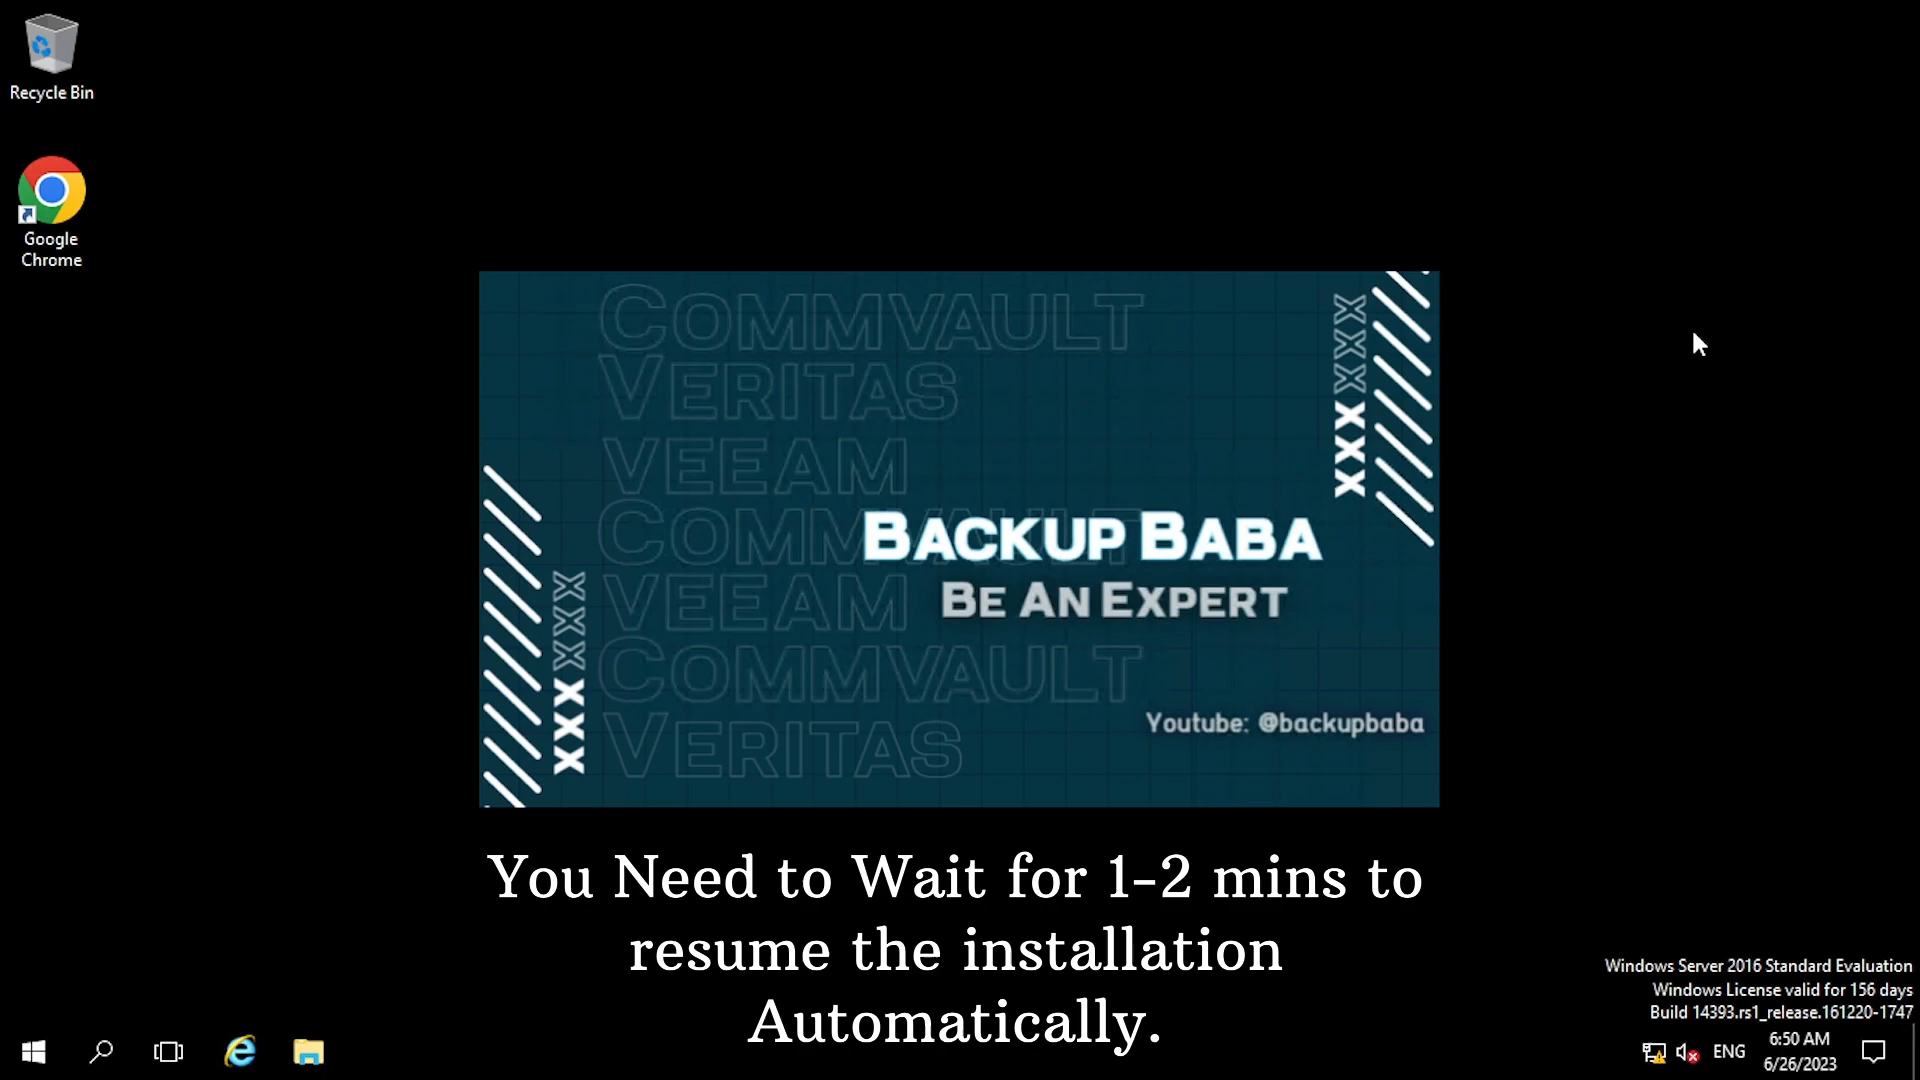 Recycle Bin
Google
Chrome
COMMVAULT
VERITAS
VEEAM
COMMVAULT
BACKUP BABA
VEEAM
BE AN EXPERT
COMMVAULT
Youtube: @backupbaba
VERITAS
XXXXXX
XXXXXX
You Need to Wait for 1-2 mins to
resume the installation
Automatically.
Windows Server 2016 Standard Evaluation
Windows License valid for 156 days
Build 14393.rs1_release.161220-1747
ENG
6:50 AM
6/26/2023